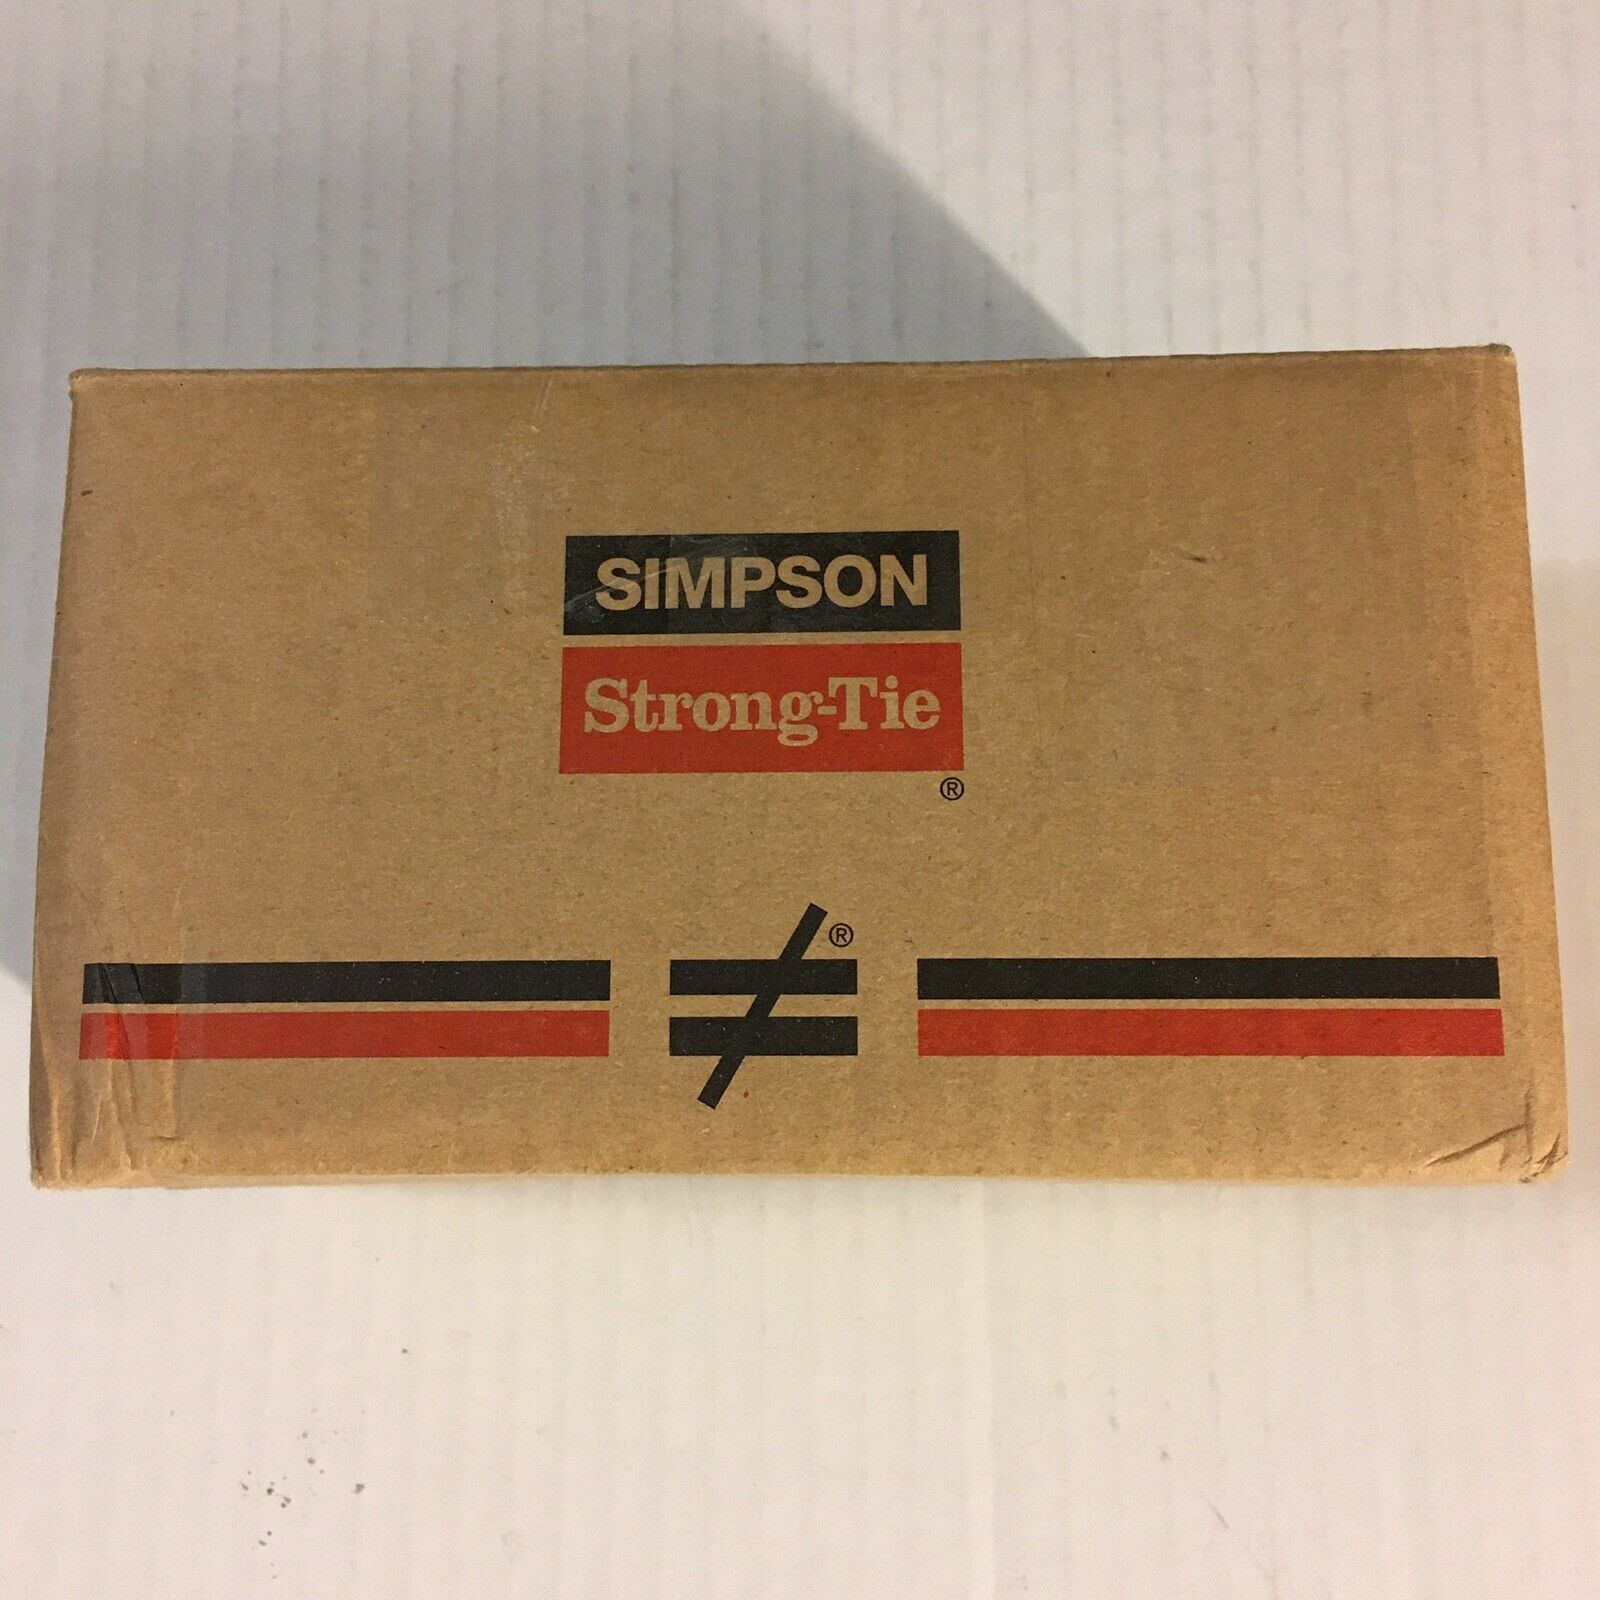 SIMPSON
Strong-Tie
®
≠®